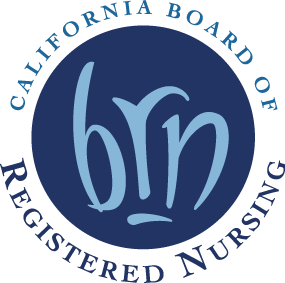 CALIFORNIA BOARD OF
brn
REGISTERED NURSING